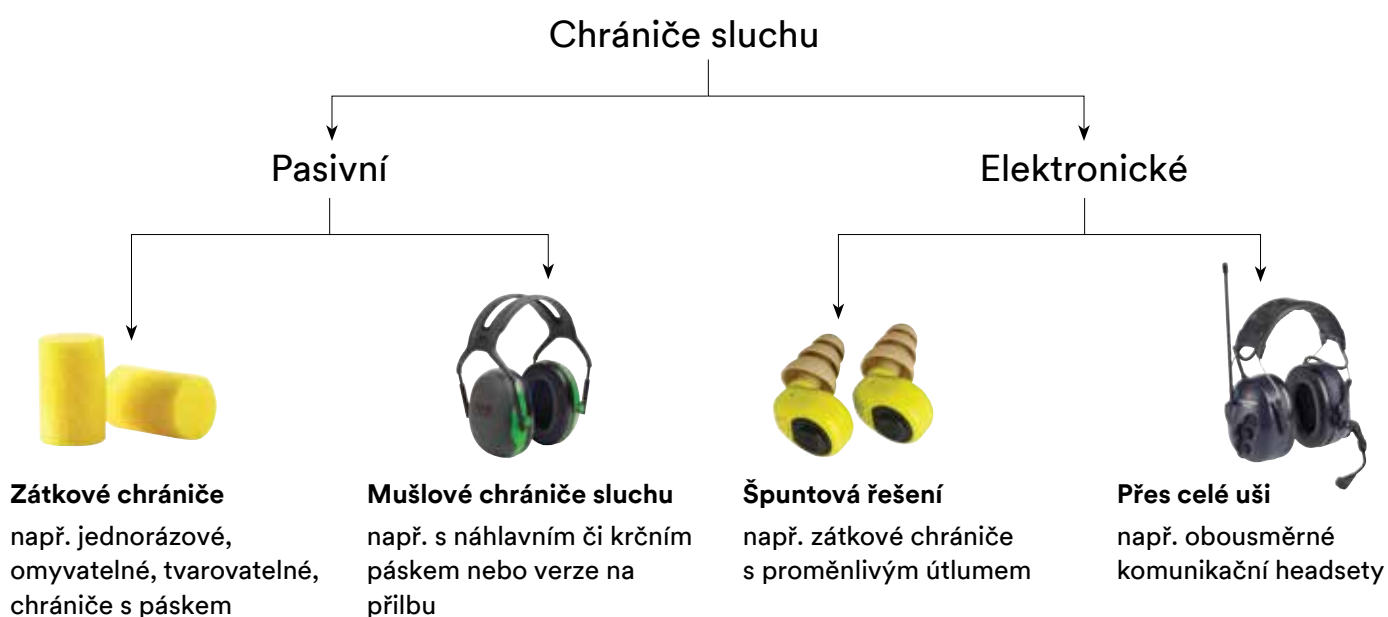 Chrániče sluchu
Pasivní
Elektronické
Zátkové chrániče
např. jednorázové,
omyvatelné, tvarovatelné,
chrániče s páskem
Mušlové chrániče sluchu
např. s náhlavním či krčním
páskem nebo verze na
přilbu
Špuntová řešení
např. zátkové chrániče
s proměnlivým útlumem
Přes celé uši
např. obousměrné
komunikační headsety